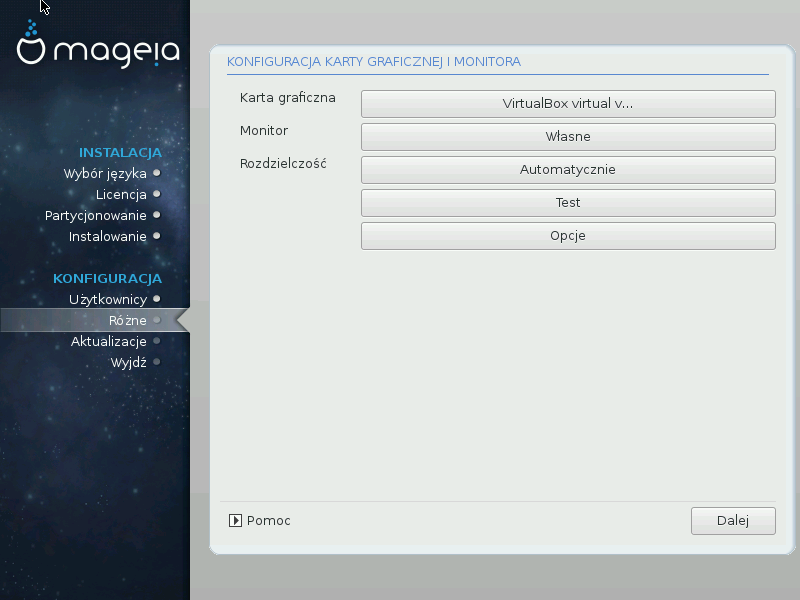 mageia
INSTALACJA
Wybór języka
Licencja
Partycjonowanie
Instalowanie
KONFIGURACJA
Użytkownicy
Różne
Aktualizacje
Wyjdź
KONFIGURACJA KARTY GRAFICZNEJ I MONITORA
Karta graficzna
VirtualBox virtual v...
Monitor
Własne
Rozdzielczość
Automatycznie
Test
Opcje
Pomoc
Dalej